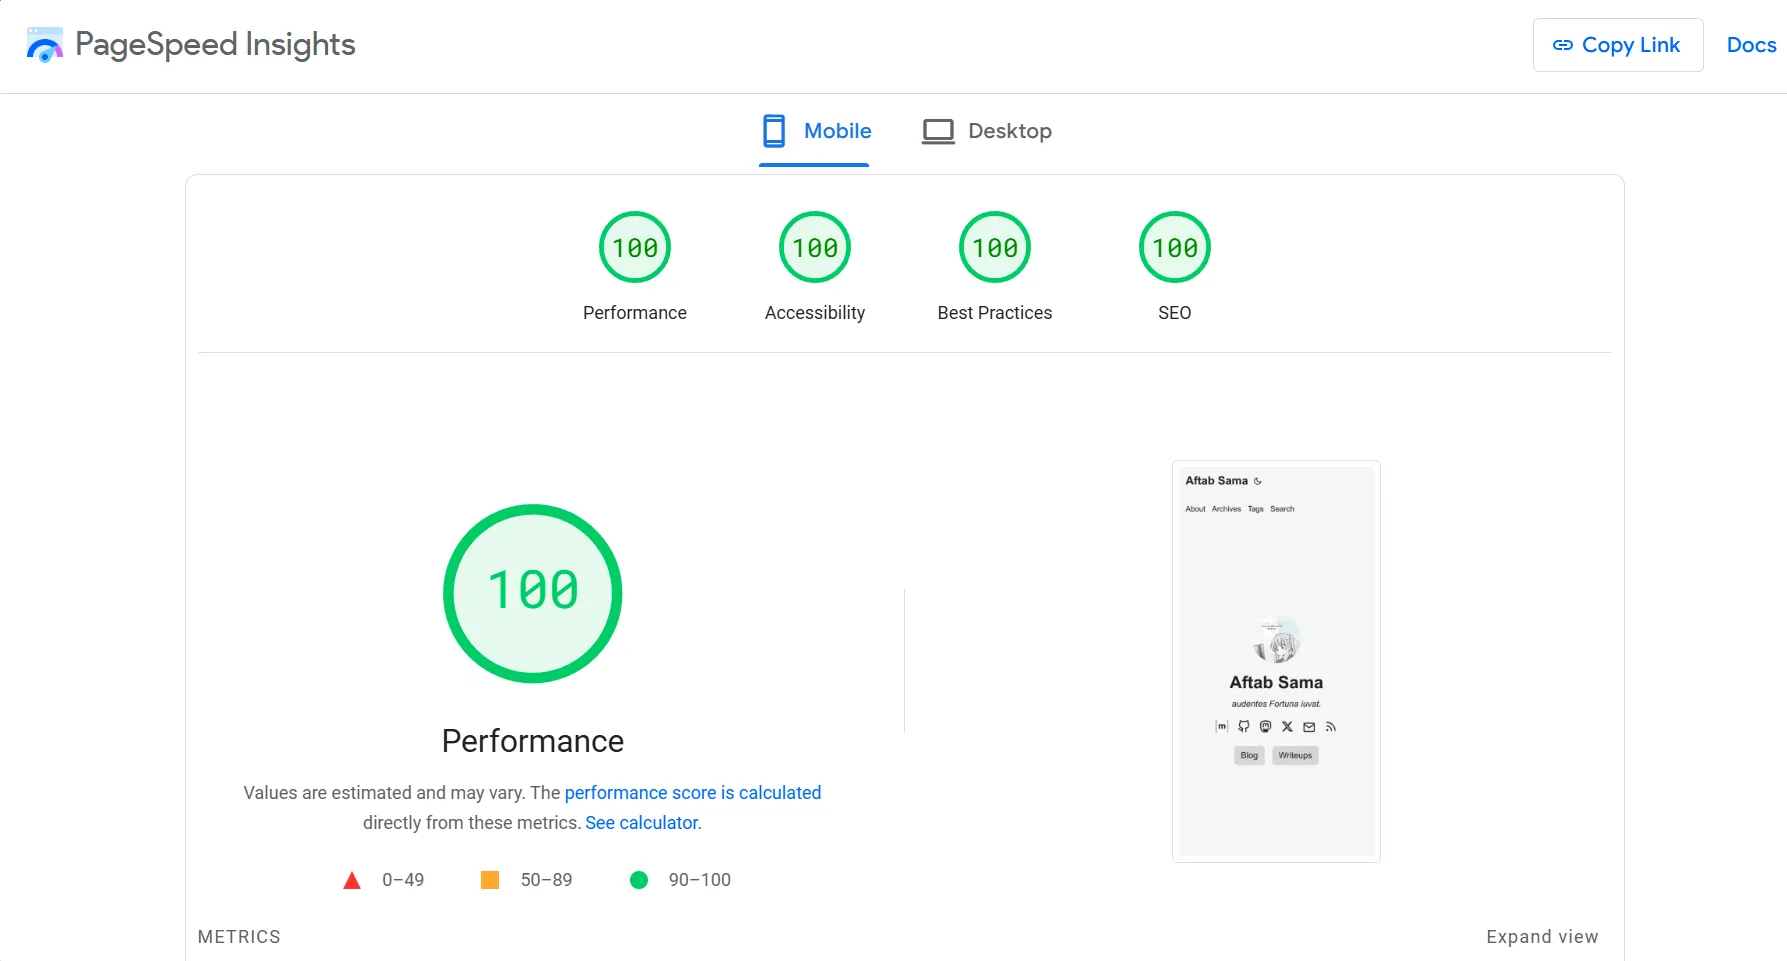 PageSpeed Insights
Copy Link
Docs
Mobile
Desktop
100
100
100
100
Performance
Accessibility
Best Practices
SEO
100
Performance
Values are estimated and may vary. The performance score is calculated
directly from these metrics. See calculator.
0–49
50–89
90–100
Aftab Sama
About Archives Tags Search
Aftab Sama
audentes Fortuna iuvat.
Blog
Writeups
METRICS
Expand view